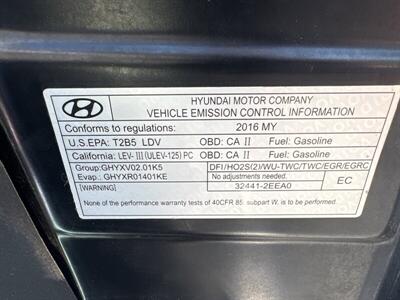 HYUNDAI MOTOR COMPANY
VEHICLE EMISSION CONTROL INFORMATION
Conforms to regulations: 2016 MY
U.S.EPA: T2B5 LDV OBD: CA II Fuel: Gasoline
California: LEV-III (ULEV-125) PC OBD: CA II Fuel: Gasoline
Group:GHYXV02.01K5 DFI/HO2S(2)/WU-TWC/TWC/EGR/EGRC
Evap.:GHYXR01401KE No adjustments needed. EC
[WARNING] 32441-2EEA0
None of the performance warranty requirements of 40CFR 85. subpart W. is proof to the